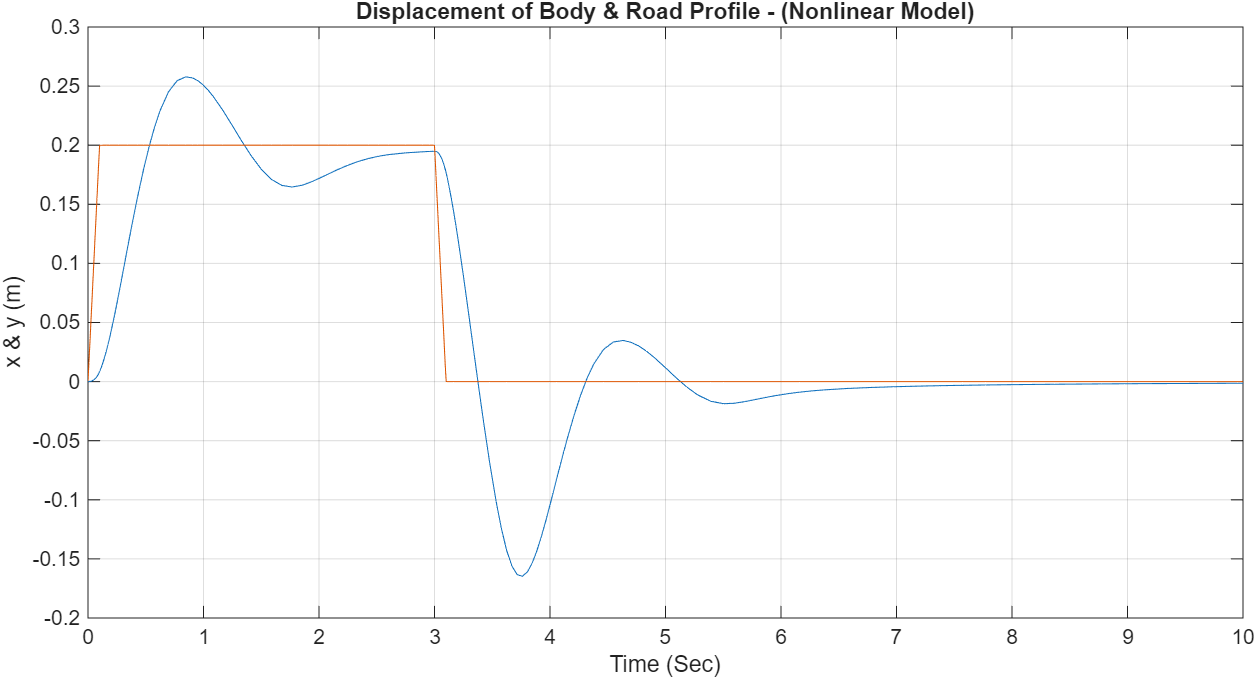 Displacement of Body & Road Profile - (Nonlinear Model)
0.3
0.25
0.2
0.15
0.1
0.05
0
-0.05
-0.1
-0.15
-0.2
x & y (m)
0 1 2 3 4 5 6 7 8 9 10
Time (Sec)